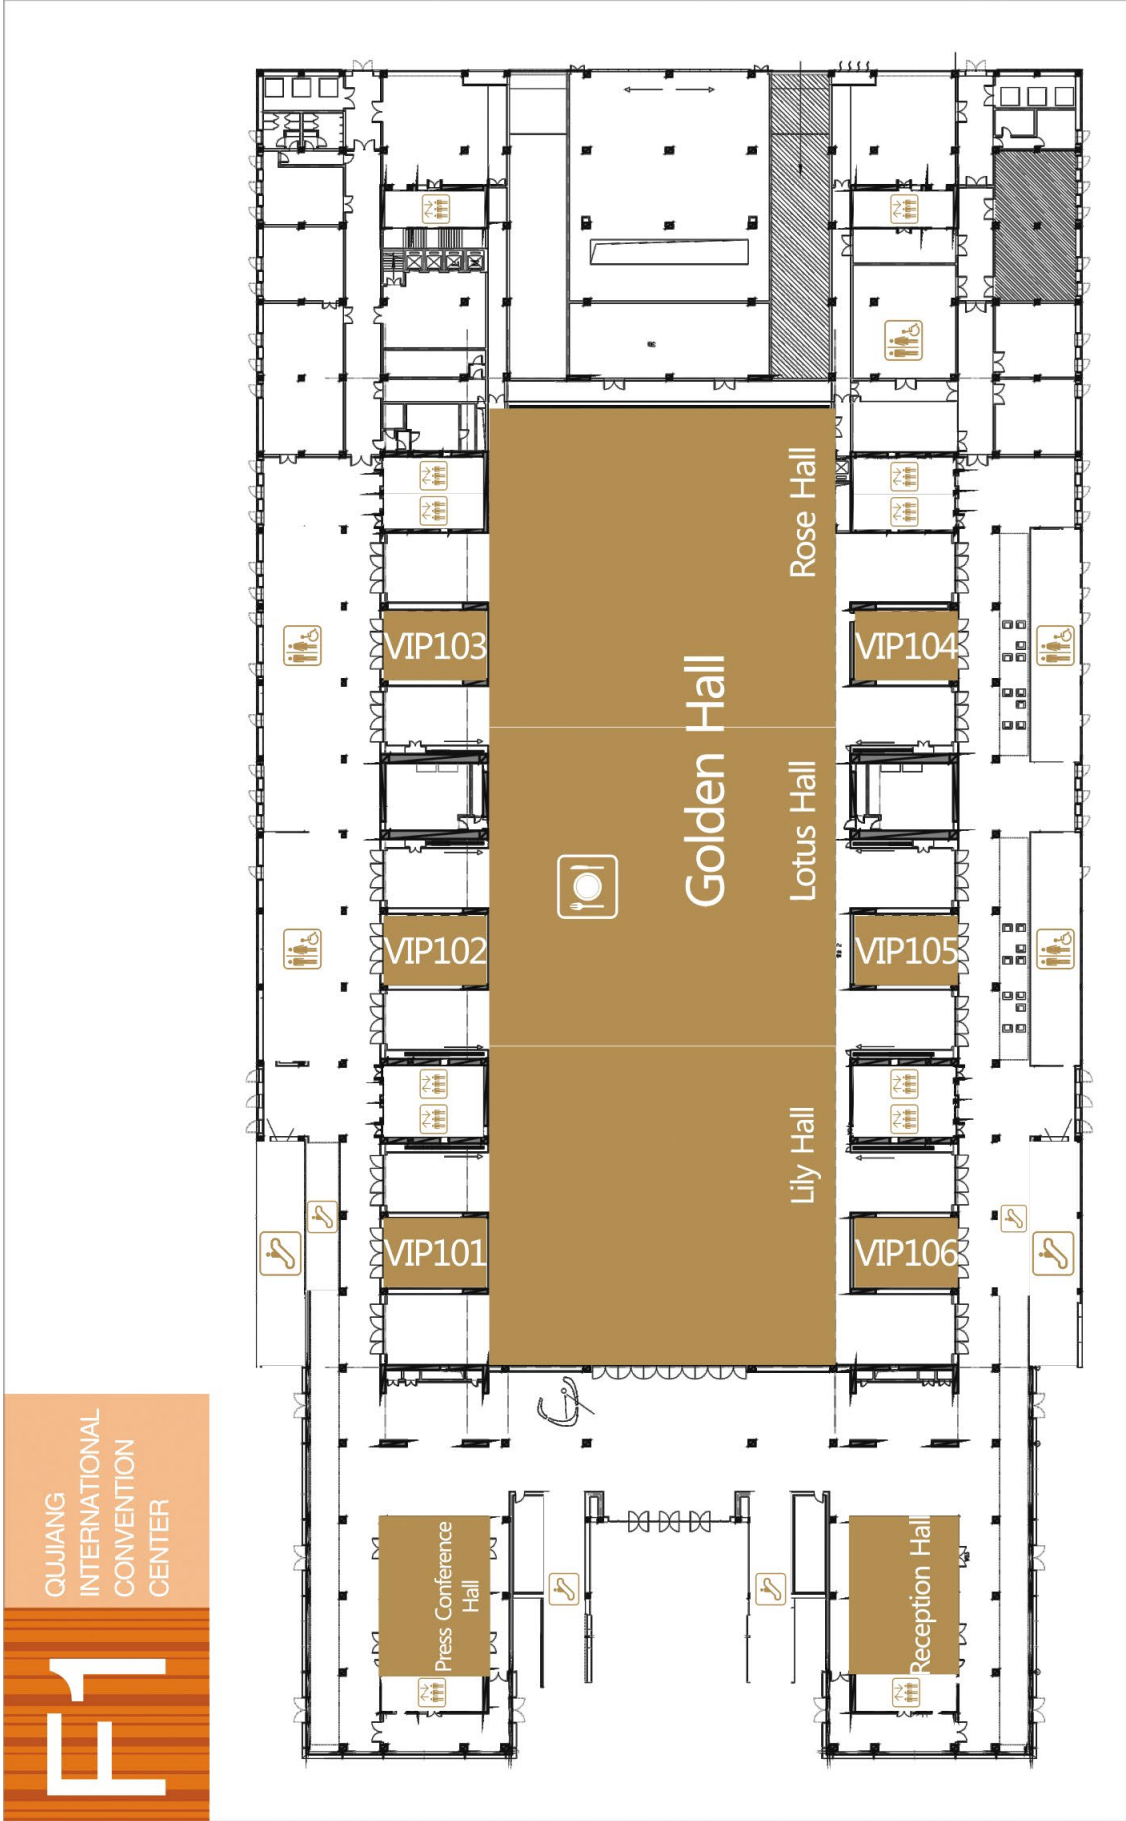 F1
QUJIANG
INTERNATIONAL
CONVENTION
CENTER
Rose Hall
Golden Hall
Lotus Hall
Lily Hall
VIP103
VIP104
VIP102
VIP105
VIP101
VIP106
Press Conference
Hall
Reception Hall